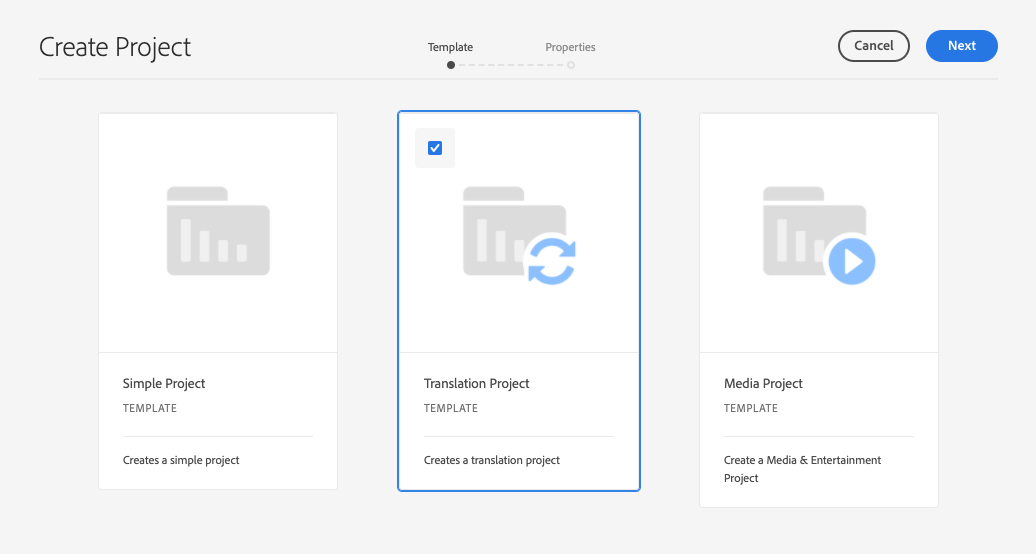 Create Project
Template
Properties
Cancel
Next
Simple Project
TEMPLATE
Creates a simple project
Translation Project
TEMPLATE
Creates a translation project
Media Project
TEMPLATE
Create a Media & Entertainment
Project